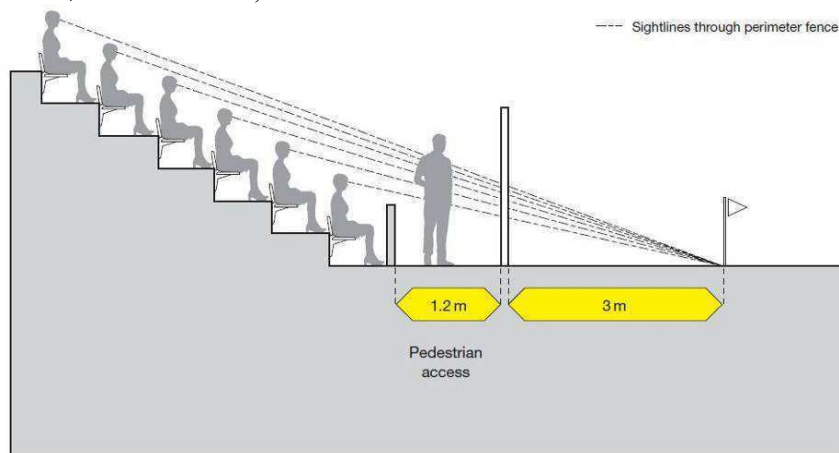 Sightlines through perimeter fence
1.2 m
3 m
Pedestrian
access